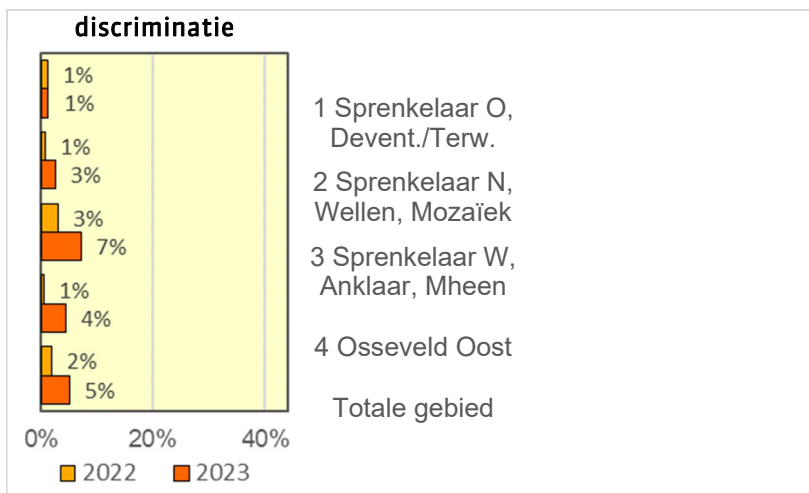 discriminatie
1%
1%
1%
3%
3%
7%
1%
4%
2%
5%
0%
20%
40%
2022
2023
1 Sprenkelaar O,
Devent./Terw.
2 Sprenkelaar N,
Wellen, Mozaïek
3 Sprenkelaar W,
Anklaar, Mheen
4 Osseveld Oost
Totale gebied